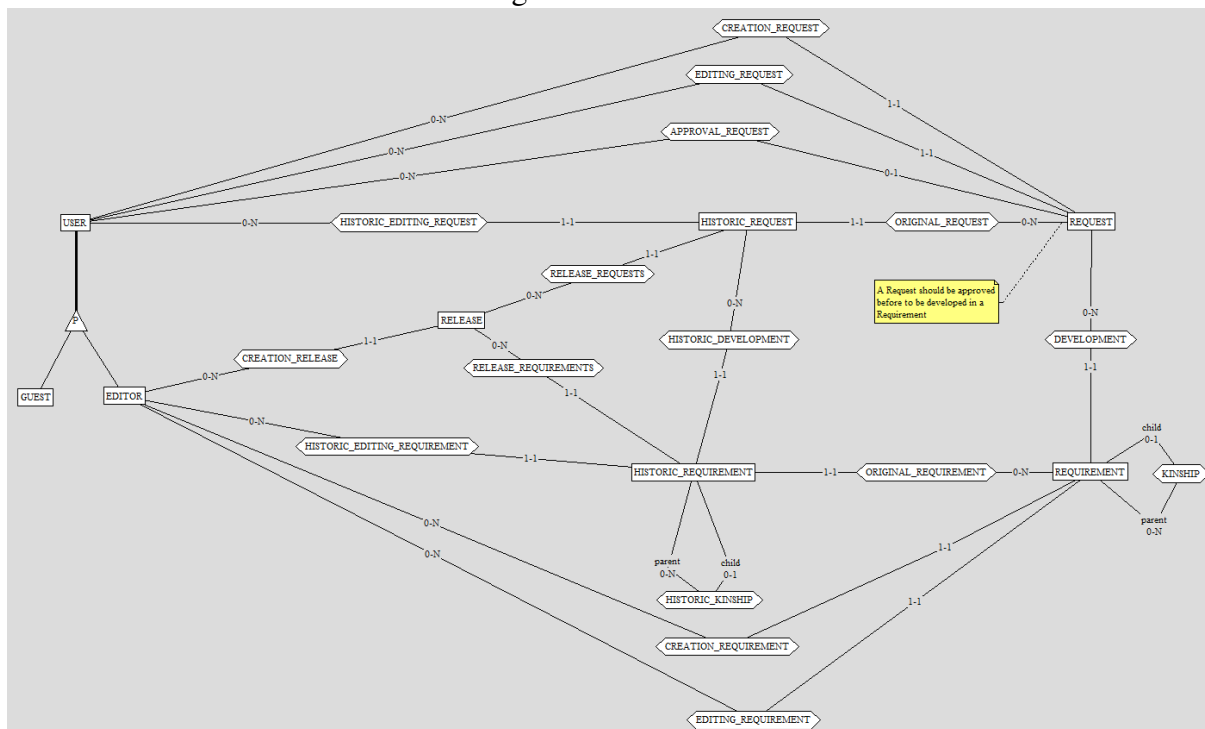 g
CREATION_REQUEST
EDITING_REQUEST
0-N
1-1
APPROVAL_REQUEST
0-N
1-1
0-N
0-1
USER
0-N
HISTORIC_EDITING_REQUEST
1-1
HISTORIC_REQUEST
1-1
ORIGINAL_REQUEST
0-N
REQUEST
1-1
RELEASE_REQUESTS
A Request should be approved
before to be developed in a
Requirement
0-N
0-N
0-N
P
RELEASE
1-1
0-N
HISTORIC_DEVELOPMENT
DEVELOPMENT
CREATION_RELEASE
RELEASE_REQUIREMENTS
1-1
1-1
0-N
1-1
GUEST
EDITOR
0-N
child
0-1
HISTORIC_EDITING_REQUIREMENT
1-1
HISTORIC_REQUIREMENT
1-1
ORIGINAL_REQUIREMENT
0-N
REQUIREMENT
KINSHIP
0-N
parent
0-N
1-1
0-N
parent
0-N
child
0-1
HISTORIC_KINSHIP
1-1
CREATION_REQUIREMENT
EDITING_REQUIREMENT